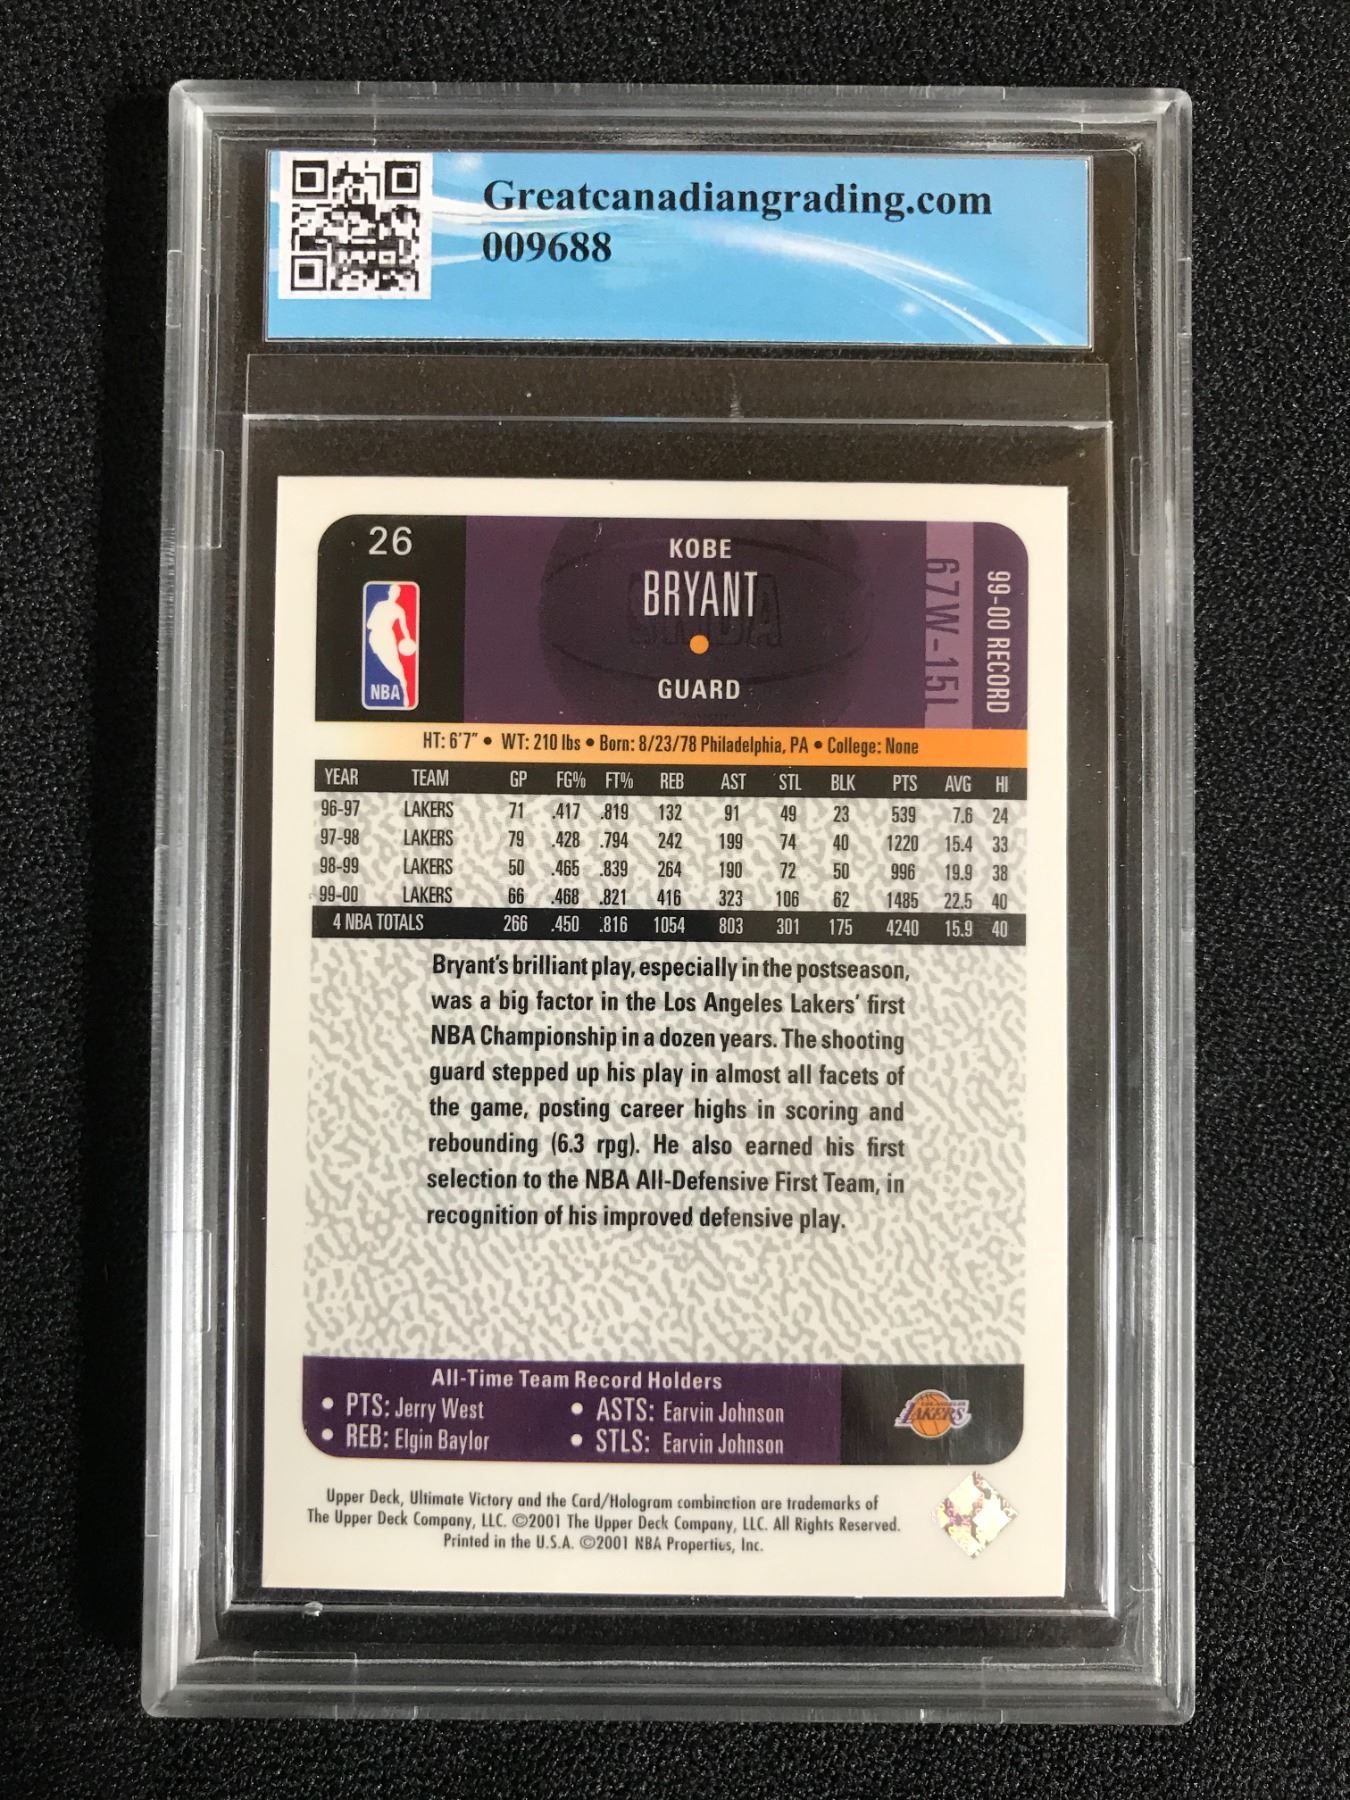 Greatcanadiangrading.com
009688
26
KOBE
BRYANT
GUARD
NBA
67W-15L
99-00 RECORD
HT: 6'7" • WT: 210 lbs • Born: 8/23/78 Philadelphia, PA • College: None
YEAR TEAM GP FG% FT% REB AST STL BLK PTS AVG HI
96-97 LAKERS 71 .417 .819 132 91 49 23 539 7.6 24
97-98 LAKERS 79 .428 .794 242 199 74 40 1220 15.4 33
98-99 LAKERS 50 .465 .839 264 190 72 50 996 19.9 38
99-00 LAKERS 66 .468 .821 416 323 106 62 1485 22.5 40
4 NBA TOTALS 266 .450 .816 1054 803 301 175 4240 15.9 40
Bryant's brilliant play, especially in the postseason,
was a big factor in the Los Angeles Lakers' first
NBA Championship in a dozen years. The shooting
guard stepped up his play in almost all facets of
the game, posting career highs in scoring and
rebounding (6.3 rpg). He also earned his first
selection to the NBA All-Defensive First Team, in
recognition of his improved defensive play.
All-Time Team Record Holders
• PTS: Jerry West • ASTS: Earvin Johnson
• REB: Elgin Baylor • STLS: Earvin Johnson
LOS ANGELES
LAKERS
Upper Deck, Ultimate Victory and the Card/Hologram combination are trademarks of
The Upper Deck Company, LLC. ©2001 The Upper Deck Company, LLC. All Rights Reserved.
Printed in the U.S.A. ©2001 NBA Properties, Inc.